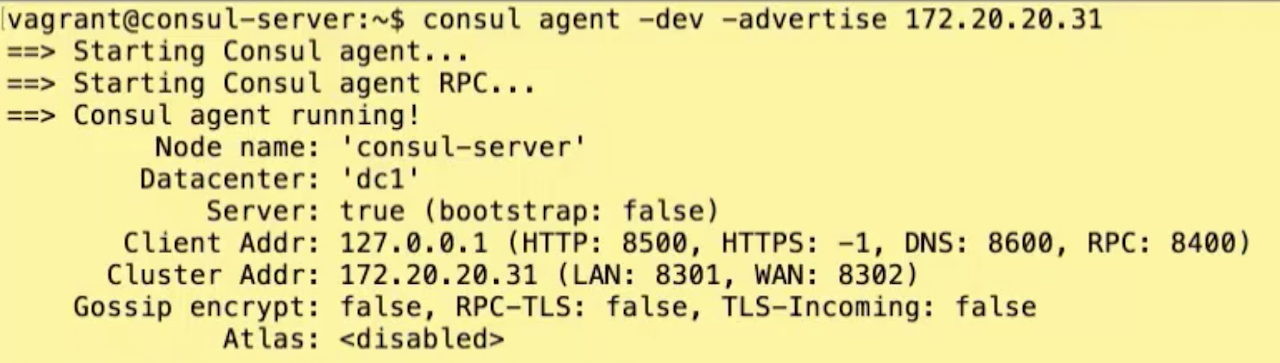 vagrant@consul-server:~$ consul agent -dev -advertise 172.20.20.31
==> Starting Consul agent...
==> Starting Consul agent RPC...
==> Consul agent running!
Node name: 'consul-server'
Datacenter: 'dc1'
Server: true (bootstrap: false)
Client Addr: 127.0.0.1 (HTTP: 8500, HTTPS: -1, DNS: 8600, RPC: 8400)
Cluster Addr: 172.20.20.31 (LAN: 8301, WAN: 8302)
Gossip encrypt: false, RPC-TLS: false, TLS-Incoming: false
Atlas: <disabled>